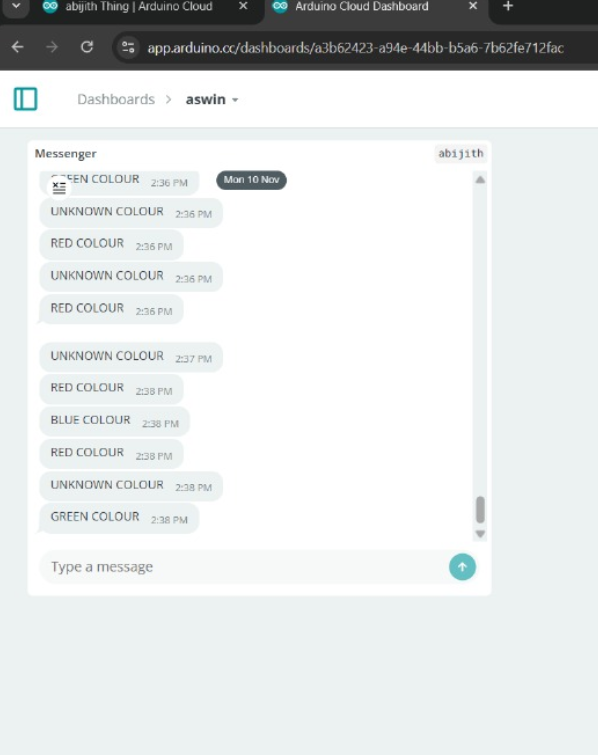 abijith Thing | Arduino Cloud
Arduino Cloud Dashboard
app.arduino.cc/dashboards/a3b62423-a94e-44bb-b5a6-7b62fe712fac
Dashboards > aswin
Messenger abijith
GREEN COLOUR 2:36 PM Mon 10 Nov
UNKNOWN COLOUR 2:36 PM
RED COLOUR 2:36 PM
UNKNOWN COLOUR 2:36 PM
RED COLOUR 2:36 PM
UNKNOWN COLOUR 2:37 PM
RED COLOUR 2:38 PM
BLUE COLOUR 2:38 PM
RED COLOUR 2:38 PM
UNKNOWN COLOUR 2:38 PM
GREEN COLOUR 2:38 PM
Type a message